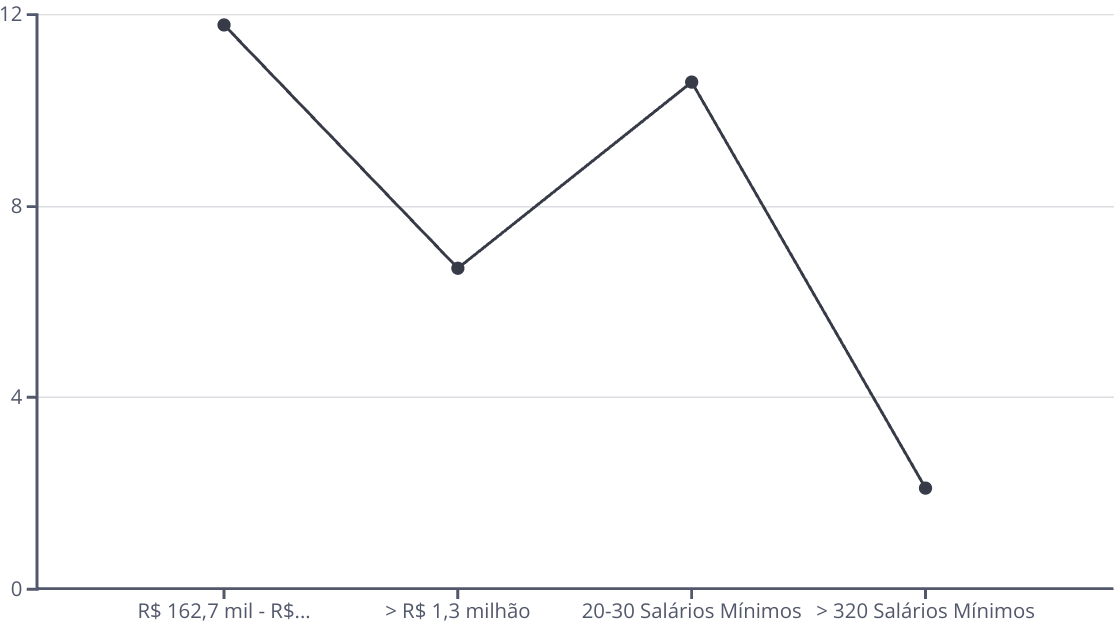 12
8
4
0
R$ 162,7 mil - R$...
> R$ 1,3 milhão
20-30 Salários Mínimos
> 320 Salários Mínimos